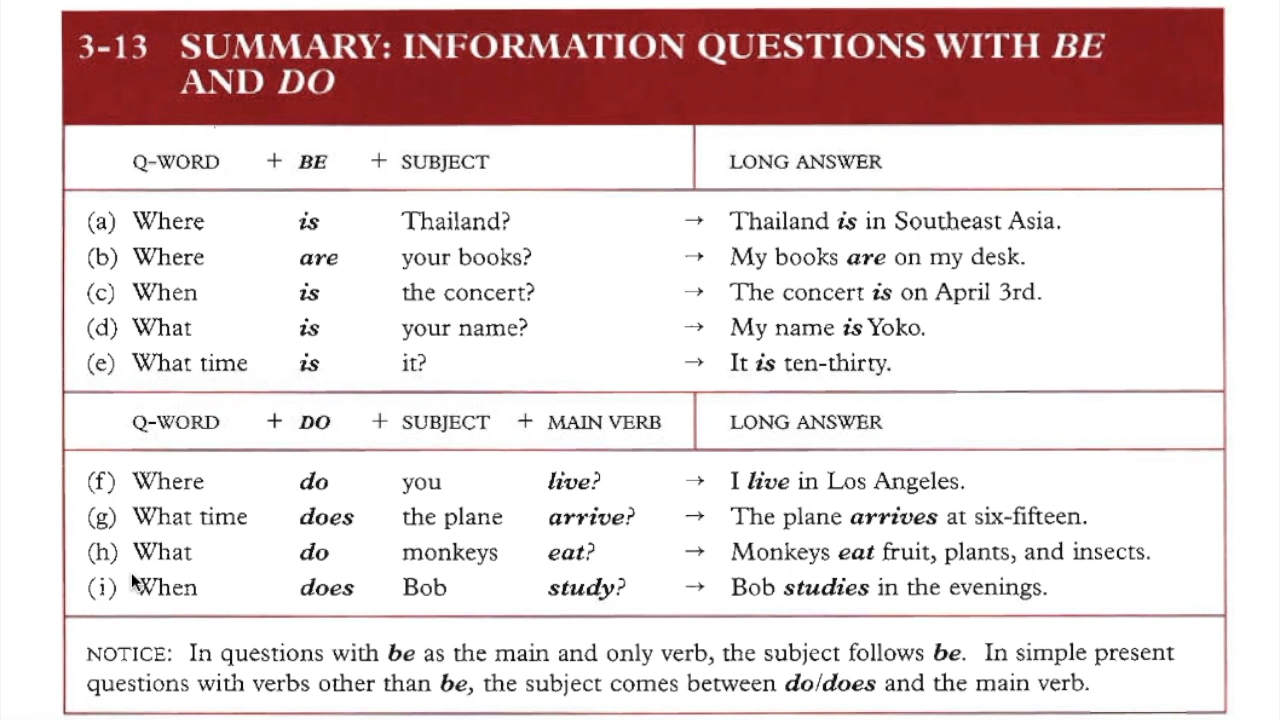 3-13 SUMMARY: INFORMATION QUESTIONS WITH BE
AND DO
Q-WORD + BE + SUBJECT LONG ANSWER
(a) Where is Thailand? → Thailand is in Southeast Asia.
(b) Where are your books? → My books are on my desk.
(c) When is the concert? → The concert is on April 3rd.
(d) What is your name? → My name is Yoko.
(e) What time is it? → It is ten-thirty.
Q-WORD + DO + SUBJECT + MAIN VERB LONG ANSWER
(f) Where do you live? → I live in Los Angeles.
(g) What time does the plane arrive? → The plane arrives at six-fifteen.
(h) What do monkeys eat? → Monkeys eat fruit, plants, and insects.
(i) When does Bob study? → Bob studies in the evenings.
NOTICE: In questions with be as the main and only verb, the subject follows be. In simple present
questions with verbs other than be, the subject comes between do/does and the main verb.